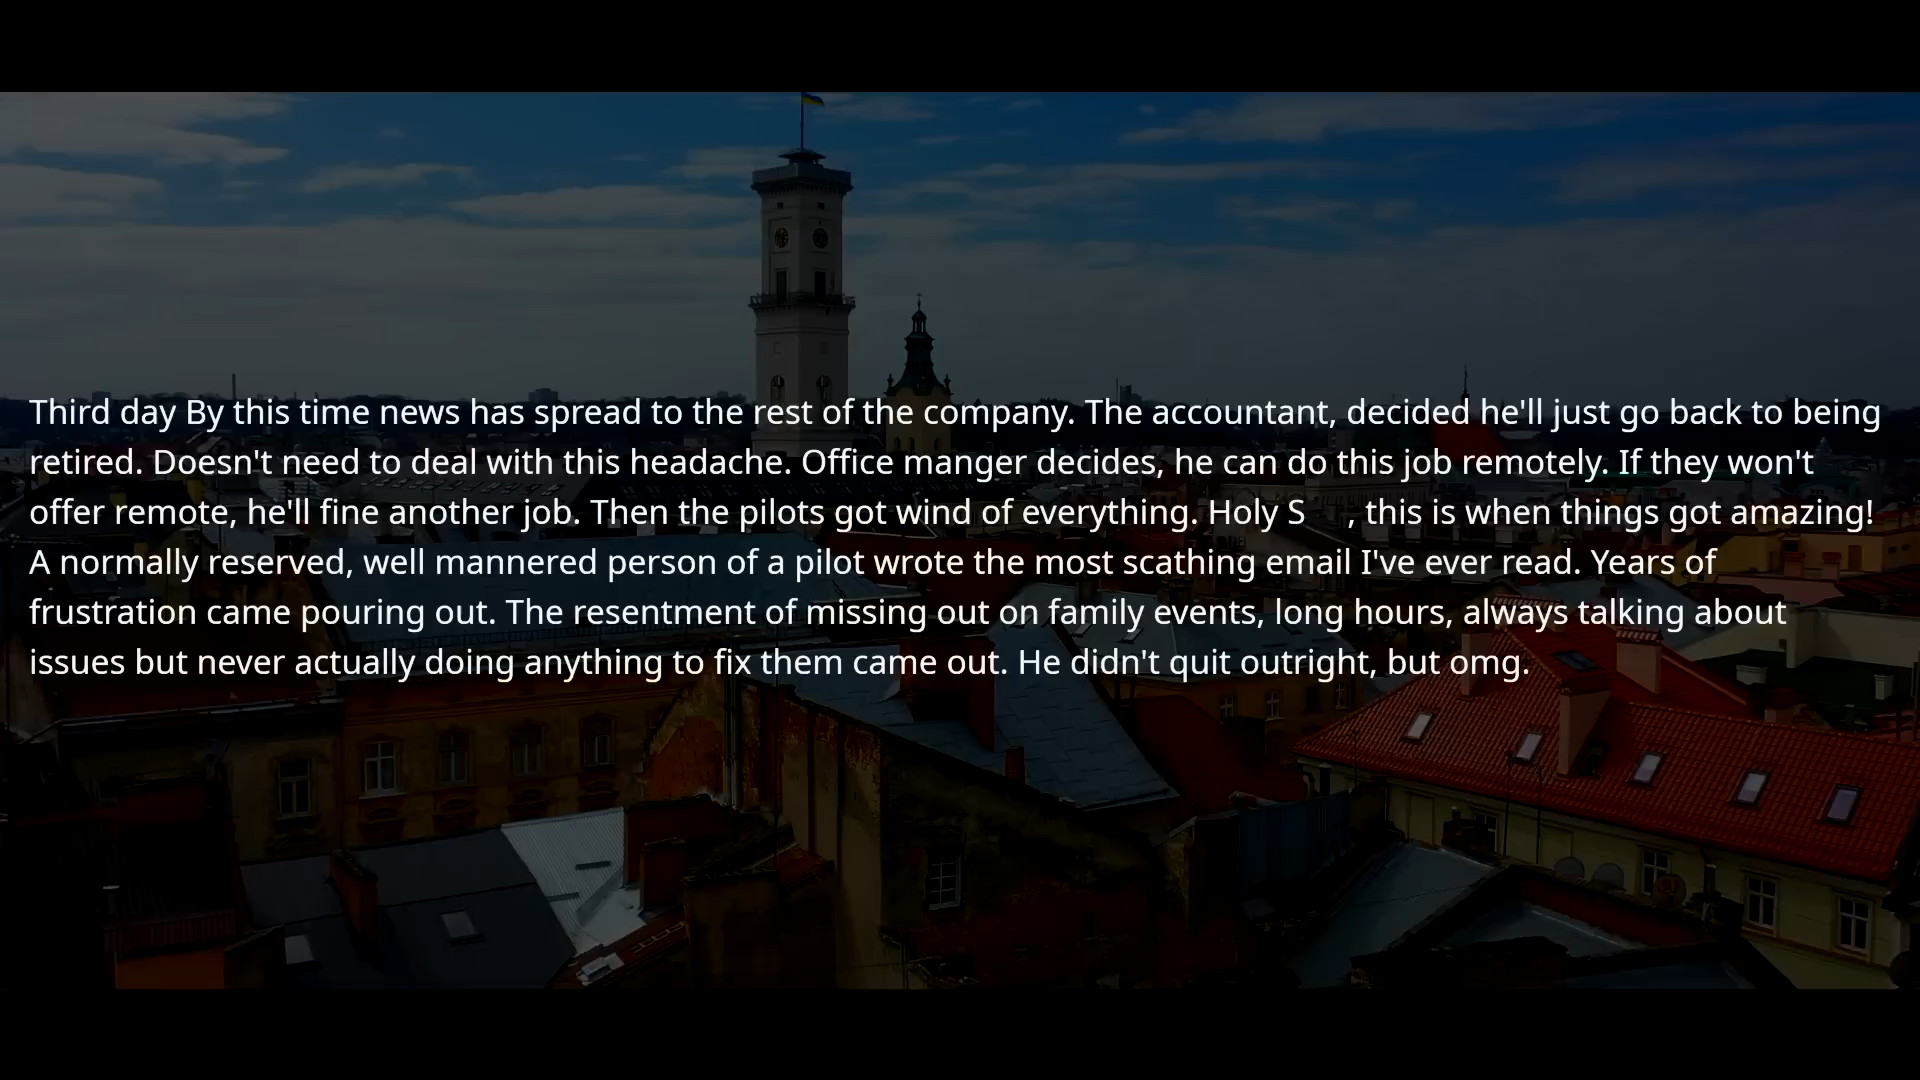 Third day By this time news has spread to the rest of the company. The accountant, decided he'll just go back to being
retired. Doesn't need to deal with this headache. Office manger decides, he can do this job remotely. If they won't
offer remote, he'll fine another job. Then the pilots got wind of everything. Holy S , this is when things got amazing!
A normally reserved, well mannered person of a pilot wrote the most scathing email I've ever read. Years of
frustration came pouring out. The resentment of missing out on family events, long hours, always talking about
issues but never actually doing anything to fix them came out. He didn't quit outright, but omg.